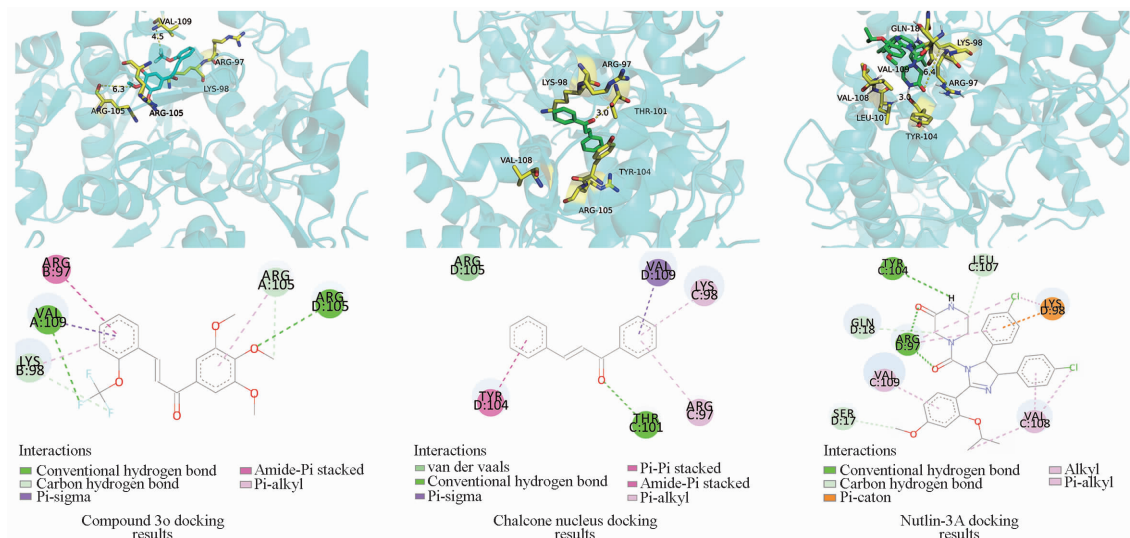 VAL-109
4.5
ARG-97
LYS-98
6.3
ARG-105
ARG-105
ARG-97
LYS-98
3.0
THR-101
VAL-108
TYR-104
ARG-105
GLN-18
LYS-98
VAL-109
6.4
ARG-97
VAL-108
3.0
LEU-10
TYR-104
ARG
B:97
ARG
A:105
ARG
D:105
VAL
A:109
LYS
B:98
O
O
O
O
O
F
F
F
Interactions
Conventional hydrogen bond
Carbon hydrogen bond
Pi-sigma
Amide-Pi stacked
Pi-alkyl
Compound 3o docking
results
ARG
D:105
VAL
D:109
LYS
C:98
O
TYR
D:104
THR
C:101
ARG
C:97
Interactions
van der vaals
Conventional hydrogen bond
Pi-sigma
Pi-Pi stacked
Amide-Pi stacked
Pi-alkyl
Chalcone nucleus docking
results
TYR
C:104
LEU
C:107
H
N
O
Cl
LYS
D:98
GLN
D:18
ARG
D:97
N
O
N
N
Cl
VAL
C:109
SER
D:17
O
O
VAL
C:108
Interactions
Conventional hydrogen bond
Carbon hydrogen bond
Pi-caton
Alkyl
Pi-alkyl
Nutlin-3A docking
results